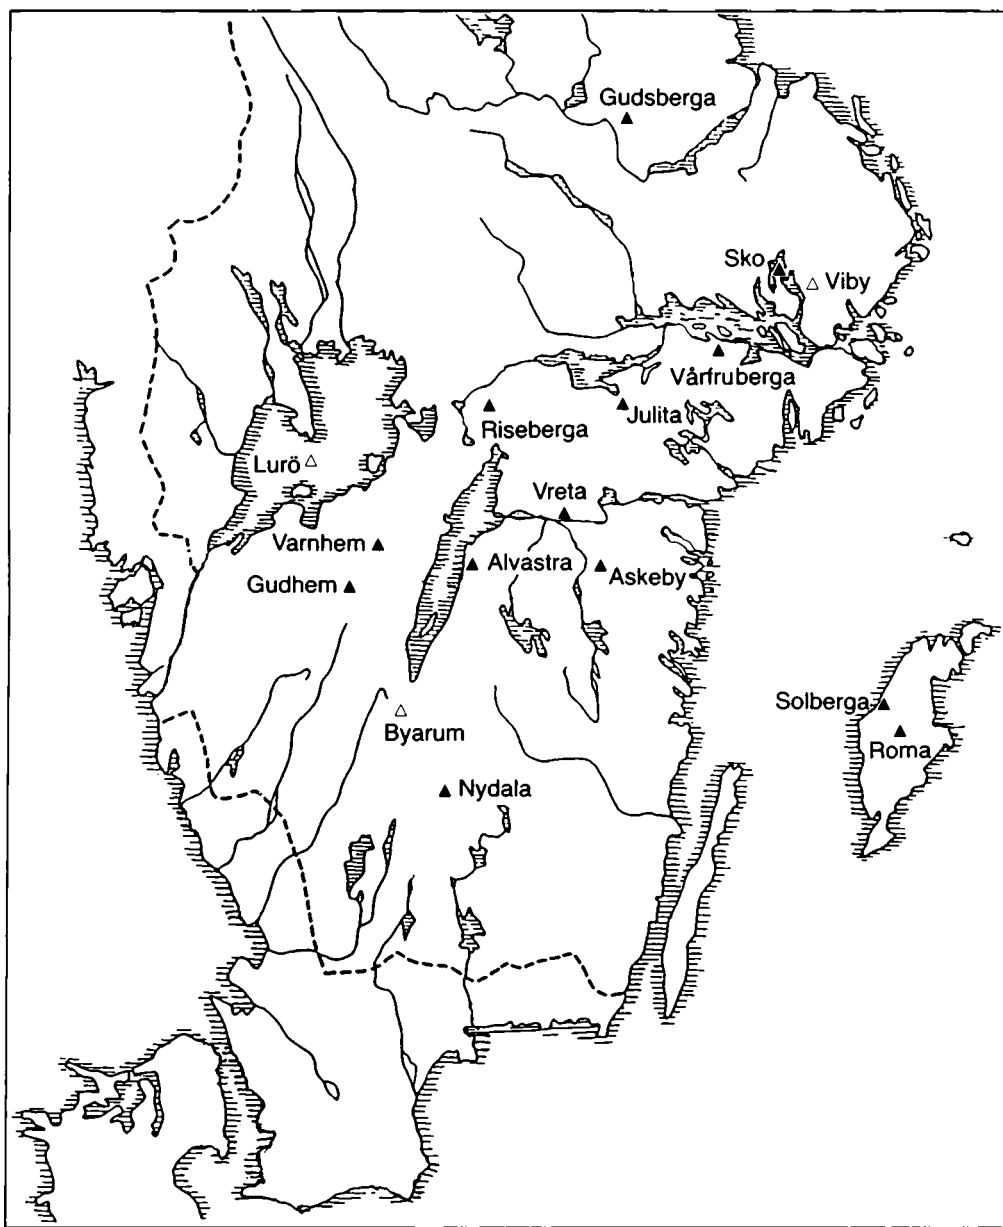 Gudsberga
Sko
Viby
Vårfruberga
Julita
Riseberga
Lurö
Vreta
Varnhem
Alvastra
Askeby
Gudhem
Solberga
Roma
Byarum
Nydala